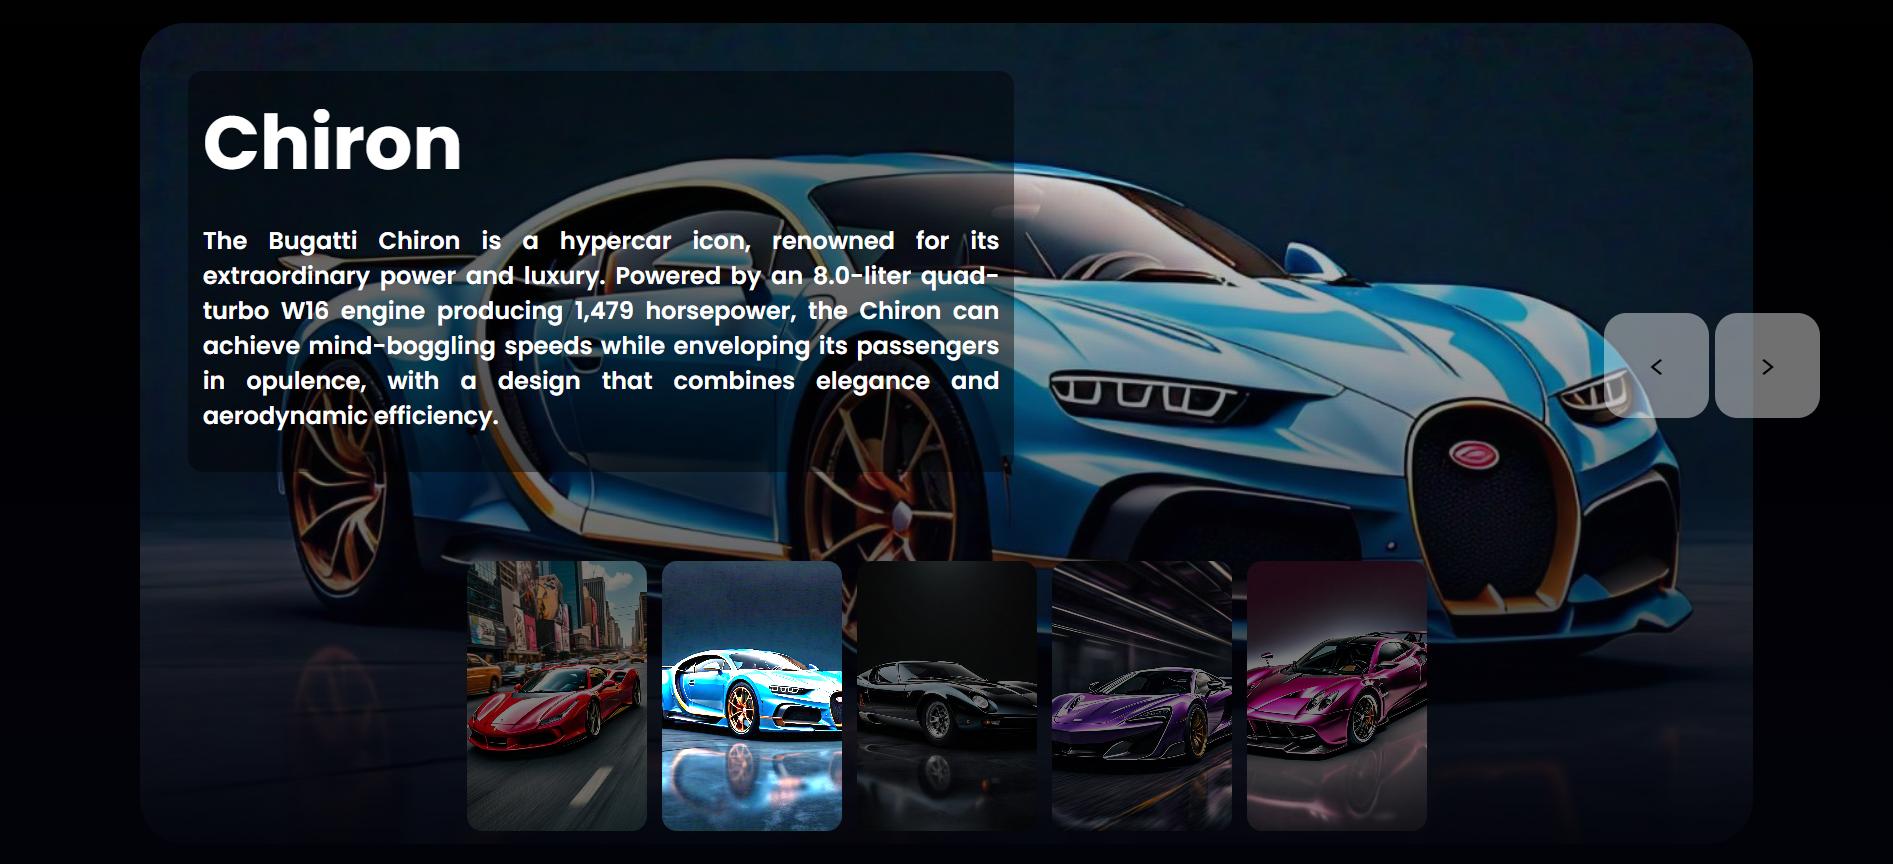 Chiron
The Bugatti Chiron is a hypercar icon, renowned for its
extraordinary power and luxury. Powered by an 8.0-liter quad-
turbo W16 engine producing 1,479 horsepower, the Chiron can
achieve mind-boggling speeds while enveloping its passengers
in opulence, with a design that combines elegance and
aerodynamic efficiency.
< >